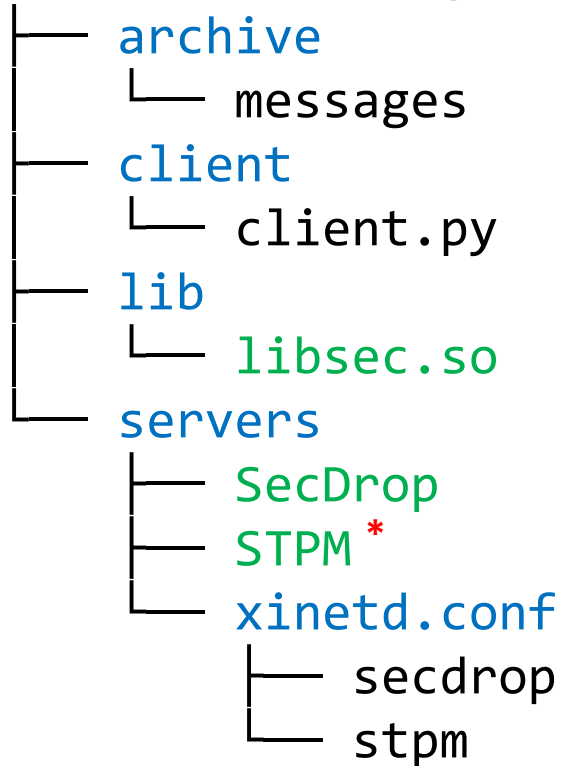 archive
messages
client
client.py
lib
libsec.so
servers
SecDrop
STPM *
xinetd.conf
secdrop
stpm